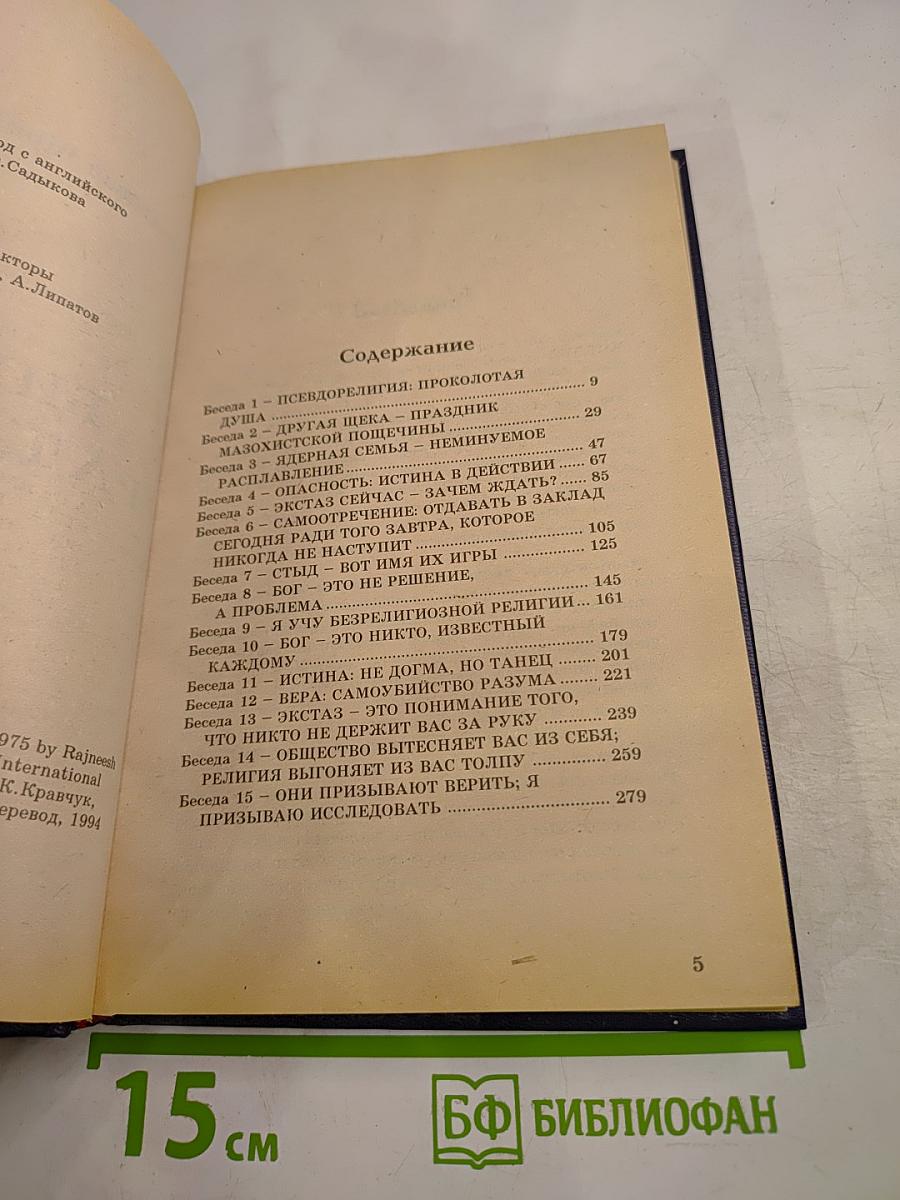 од с английского
.Садыкова
кторы
А.Липатов
975 by Rajneesh
nternational
К.Кравчук,
еревод, 1994
Содержание
Беседа 1 – ПСЕВДОРЕЛИГИЯ: ПРОКОЛОТАЯ
ДУША ........................................................ 9
Беседа 2 – ДРУГАЯ ЩЕКА – ПРАЗДНИК
МАЗОХИСТСКОЙ ПОЩЕЧИНЫ ........................ 29
Беседа 3 – ЯДЕРНАЯ СЕМЬЯ – НЕМИНУЕМОЕ
РАСПЛАВЛЕНИЕ ........................................... 47
Беседа 4 – ОПАСНОСТЬ: ИСТИНА В ДЕЙСТВИИ ...... 67
Беседа 5 – ЭКСТАЗ СЕЙЧАС – ЗАЧЕМ ЖДАТЬ? ...... 85
Беседа 6 – САМООТРЕЧЕНИЕ: ОТДАВАТЬ В ЗАКЛАД
СЕГОДНЯ РАДИ ТОГО ЗАВТРА, КОТОРОЕ
НИКОГДА НЕ НАСТУПИТ ............................... 105
Беседа 7 – СТЫД – ВОТ ИМЯ ИХ ИГРЫ ............... 125
Беседа 8 – БОГ – ЭТО НЕ РЕШЕНИЕ,
А ПРОБЛЕМА ............................................... 145
Беседа 9 – Я УЧУ БЕЗРЕЛИГИОЗНОЙ РЕЛИГИИ... 161
Беседа 10 – БОГ – ЭТО НИКТО, ИЗВЕСТНЫЙ
КАЖДОМУ .................................................... 179
Беседа 11 – ИСТИНА: НЕ ДОГМА, НО ТАНЕЦ ........ 201
Беседа 12 – ВЕРА: САМОУБИЙСТВО РАЗУМА ........ 221
Беседа 13 – ЭКСТАЗ – ЭТО ПОНИМАНИЕ ТОГО,
ЧТО НИКТО НЕ ДЕРЖИТ ВАС ЗА РУКУ ............ 239
Беседа 14 – ОБЩЕСТВО ВЫТЕСНЯЕТ ВАС ИЗ СЕБЯ;
РЕЛИГИЯ ВЫГОНЯЕТ ИЗ ВАС ТОЛПУ ............... 259
Беседа 15 – ОНИ ПРИЗЫВАЮТ ВЕРИТЬ; Я
ПРИЗЫВАЮ ИССЛЕДОВАТЬ .............................. 279
5
15 см
БФ БИБЛИОФАН